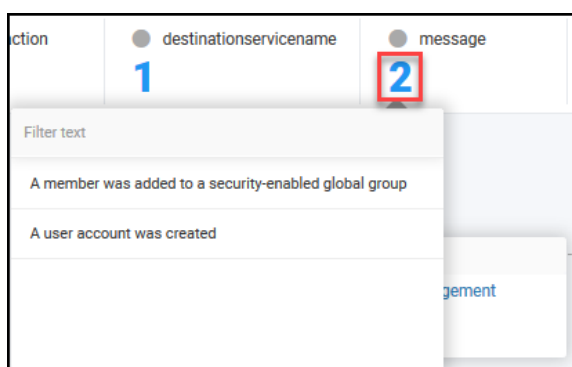 ction destinationservicename message
1 2
Filter text
A member was added to a security-enabled global group
A user account was created
gement